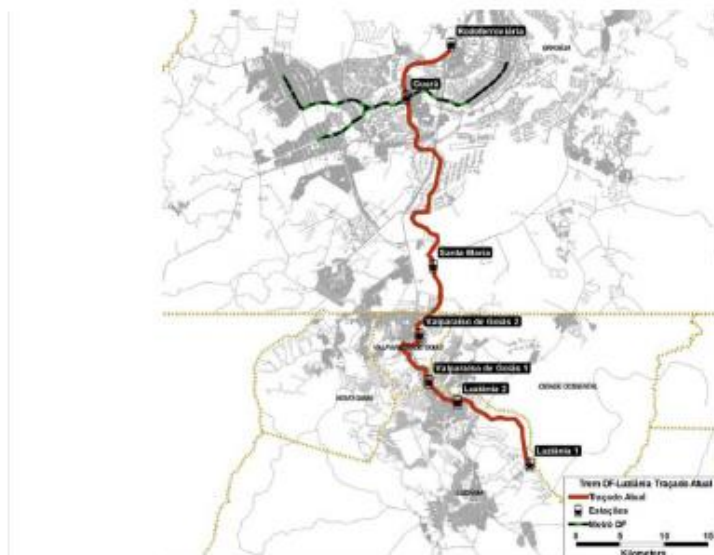 Rodoferroviária
BRASÍLIA
Guará
Santa Maria
Valparaíso de Goiás 2
Valparaíso de Goiás 1
Luziânia 2
CIDADE OCIDENTAL
Luziânia 1
LUZIÂNIA
Trem DF-Luziânia Traçado Atual
Traçado Atual
Estações
Metrô DF
0 5 10 15
Kilometers